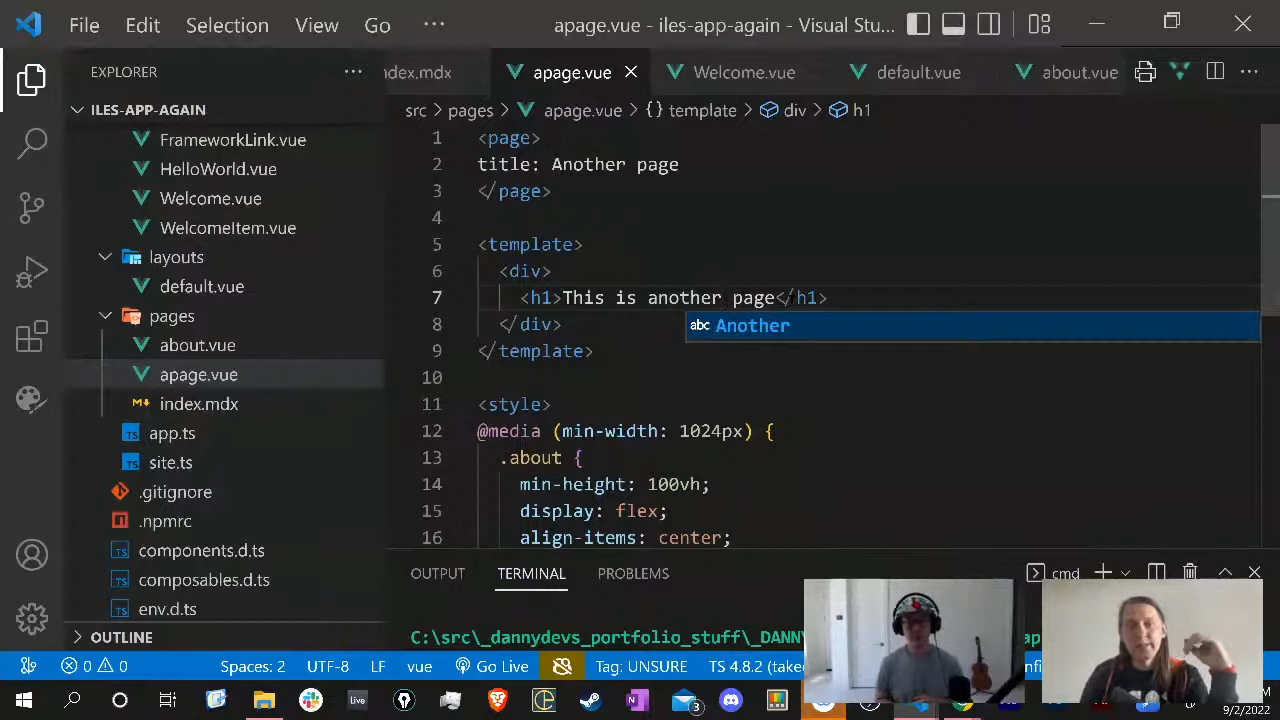 File Edit Selection View Go ··· apage.vue - iles-app-again - Visual Stu...
EXPLORER
ILES-APP-AGAIN
FrameworkLink.vue
HelloWorld.vue
Welcome.vue
WelcomeItem.vue
layouts
default.vue
pages
about.vue
apage.vue
index.mdx
app.ts
site.ts
.gitignore
.npmrc
components.d.ts
composables.d.ts
env.d.ts
OUTLINE
ndex.mdx apage.vue Welcome.vue default.vue about.vue
src > pages > apage.vue > {} template > div > h1
1 <page>
2 title: Another page
3 </page>
4
5 <template>
6 <div>
7 <h1>This is another page</h1>
abc Another
8 </div>
9 </template>
10
11 <style>
12 @media (min-width: 1024px) {
13 .about {
14 min-height: 100vh;
15 display: flex;
16 align-items: center;
OUTPUT TERMINAL PROBLEMS cmd
C:\src\_dannydevs_portfolio_stuff\_DANN
0 0 Spaces: 2 UTF-8 LF vue Go Live Tag: UNSURE TS 4.8.2 (take
Live 3
9/2/2022